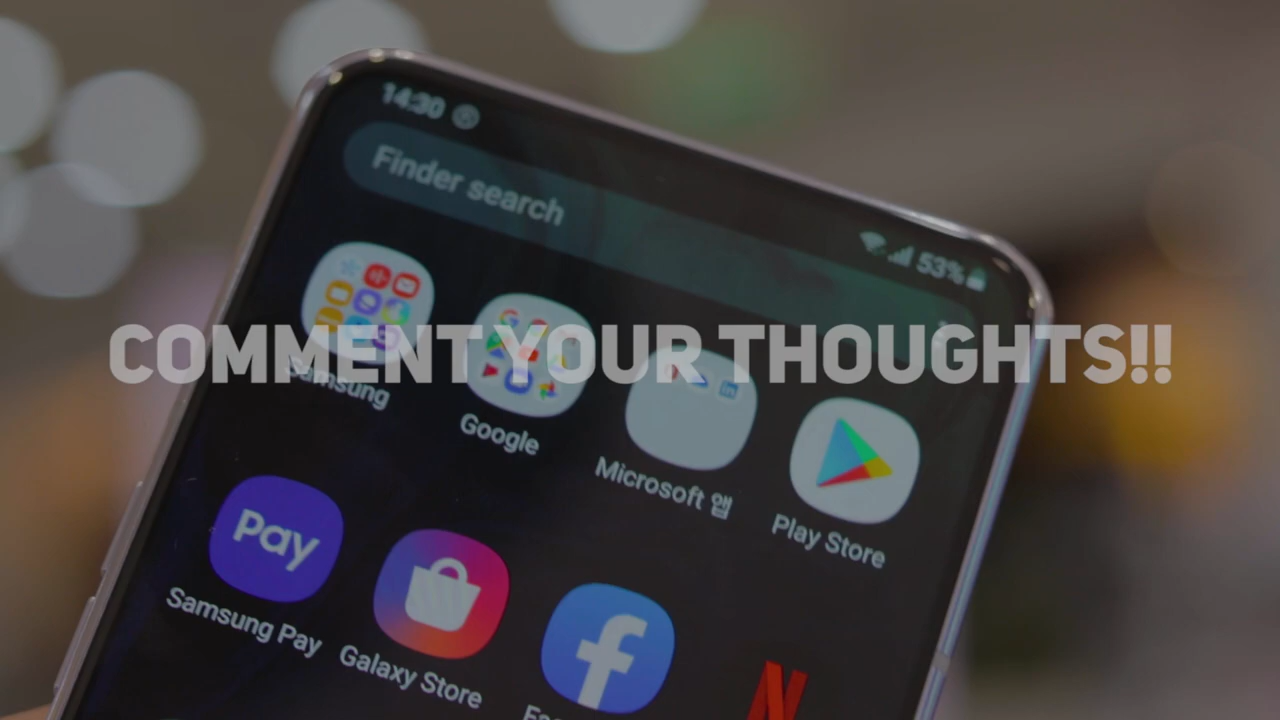 14:30
Finder search
53%
COMMENT YOUR THOUGHTS!!
Samsung
Google
Microsoft 앱
Play Store
Pay
Samsung Pay
Galaxy Store